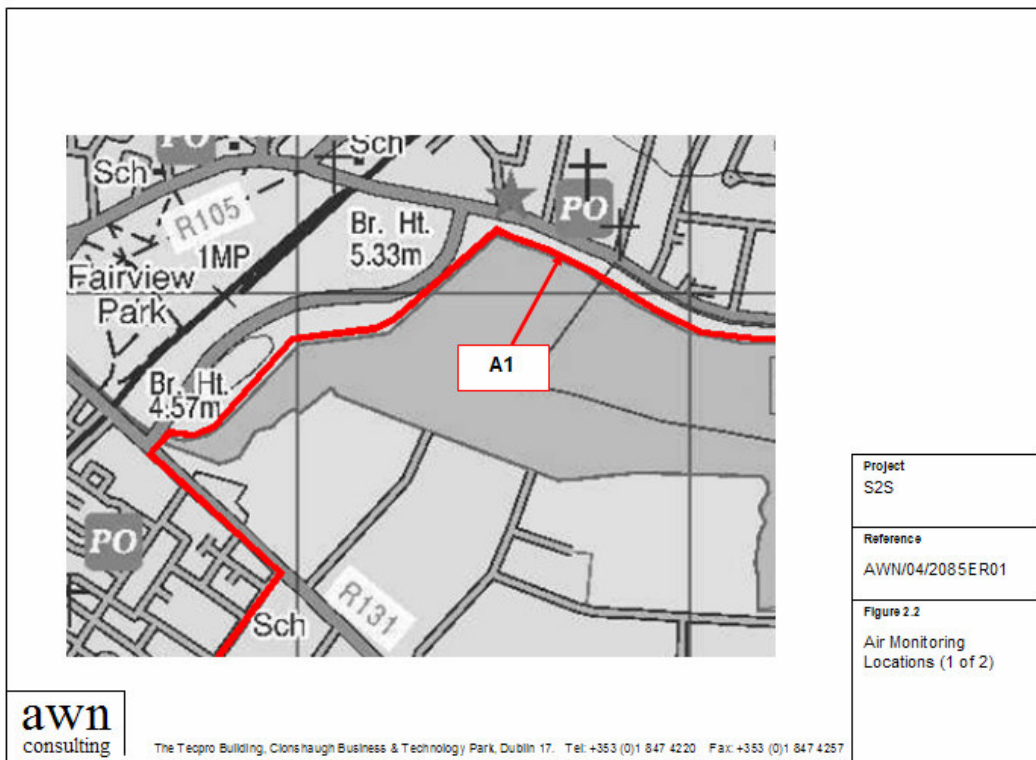 PO
Sch
Sch
R105
PO
Br. Ht.
5.33m
1MP
Fairview
Park
A1
Br. Ht.
4.57m
PO
R131
Sch
Project
S2S
Reference
AWN/04/2085ER01
Figure 2.2
Air Monitoring
Locations (1 of 2)
awn
consulting
The Tecpro Building, Clonshaugh Business & Technology Park, Dublin 17. Tel: +353 (0)1 847 4220 Fax: +353 (0)1 847 4257